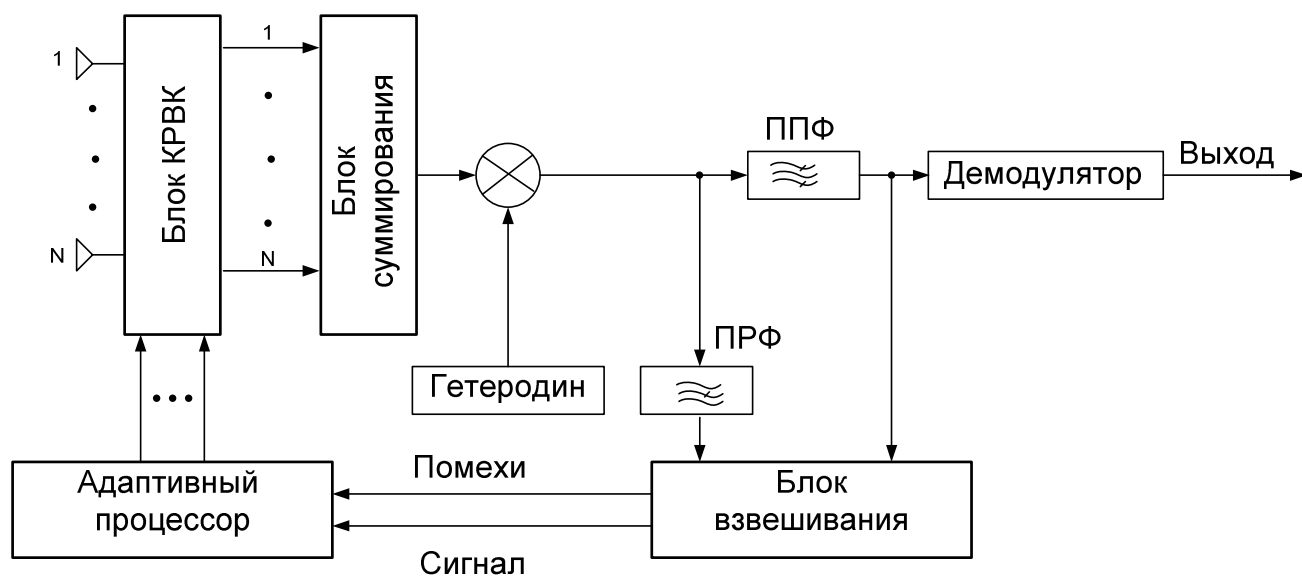 1
N
Блок КРВК
1
N
Блок
суммирования
ППФ
Демодулятор
Выход
ПРФ
Гетеродин
Адаптивный
процессор
Помехи
Сигнал
Блок
взвешивания